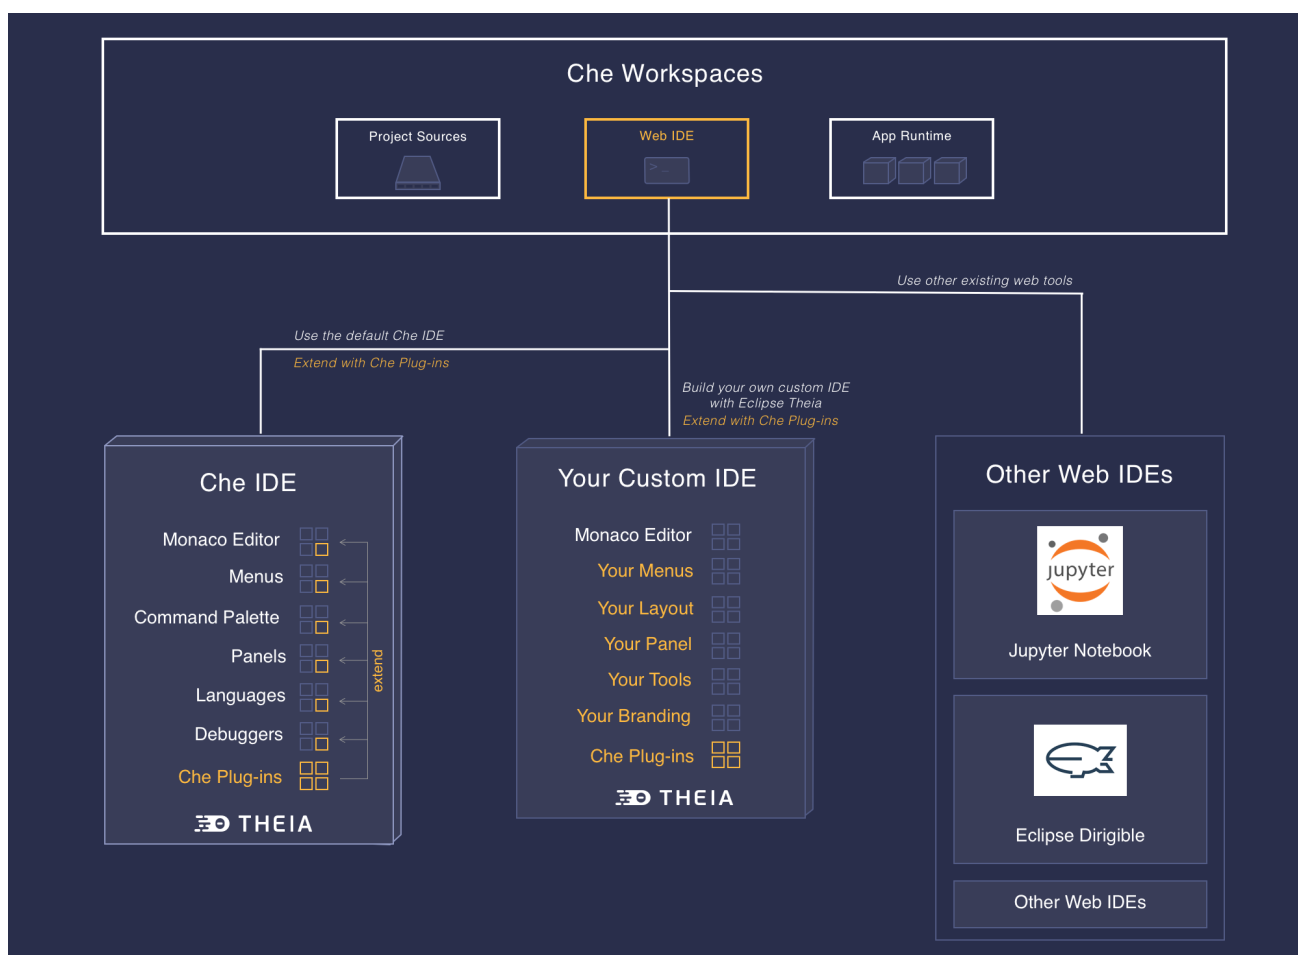 Che Workspaces
Project Sources
Web IDE
>_
App Runtime
Use other existing web tools
Use the default Che IDE
Extend with Che Plug-ins
Build your own custom IDE
with Eclipse Theia
Extend with Che Plug-ins
Che IDE
Monaco Editor
Menus
Command Palette
Panels
Languages
Debuggers
Che Plug-ins
extend
THEIA
Your Custom IDE
Monaco Editor
Your Menus
Your Layout
Your Panel
Your Tools
Your Branding
Che Plug-ins
THEIA
Other Web IDEs
jupyter
Jupyter Notebook
Eclipse Dirigible
Other Web IDEs